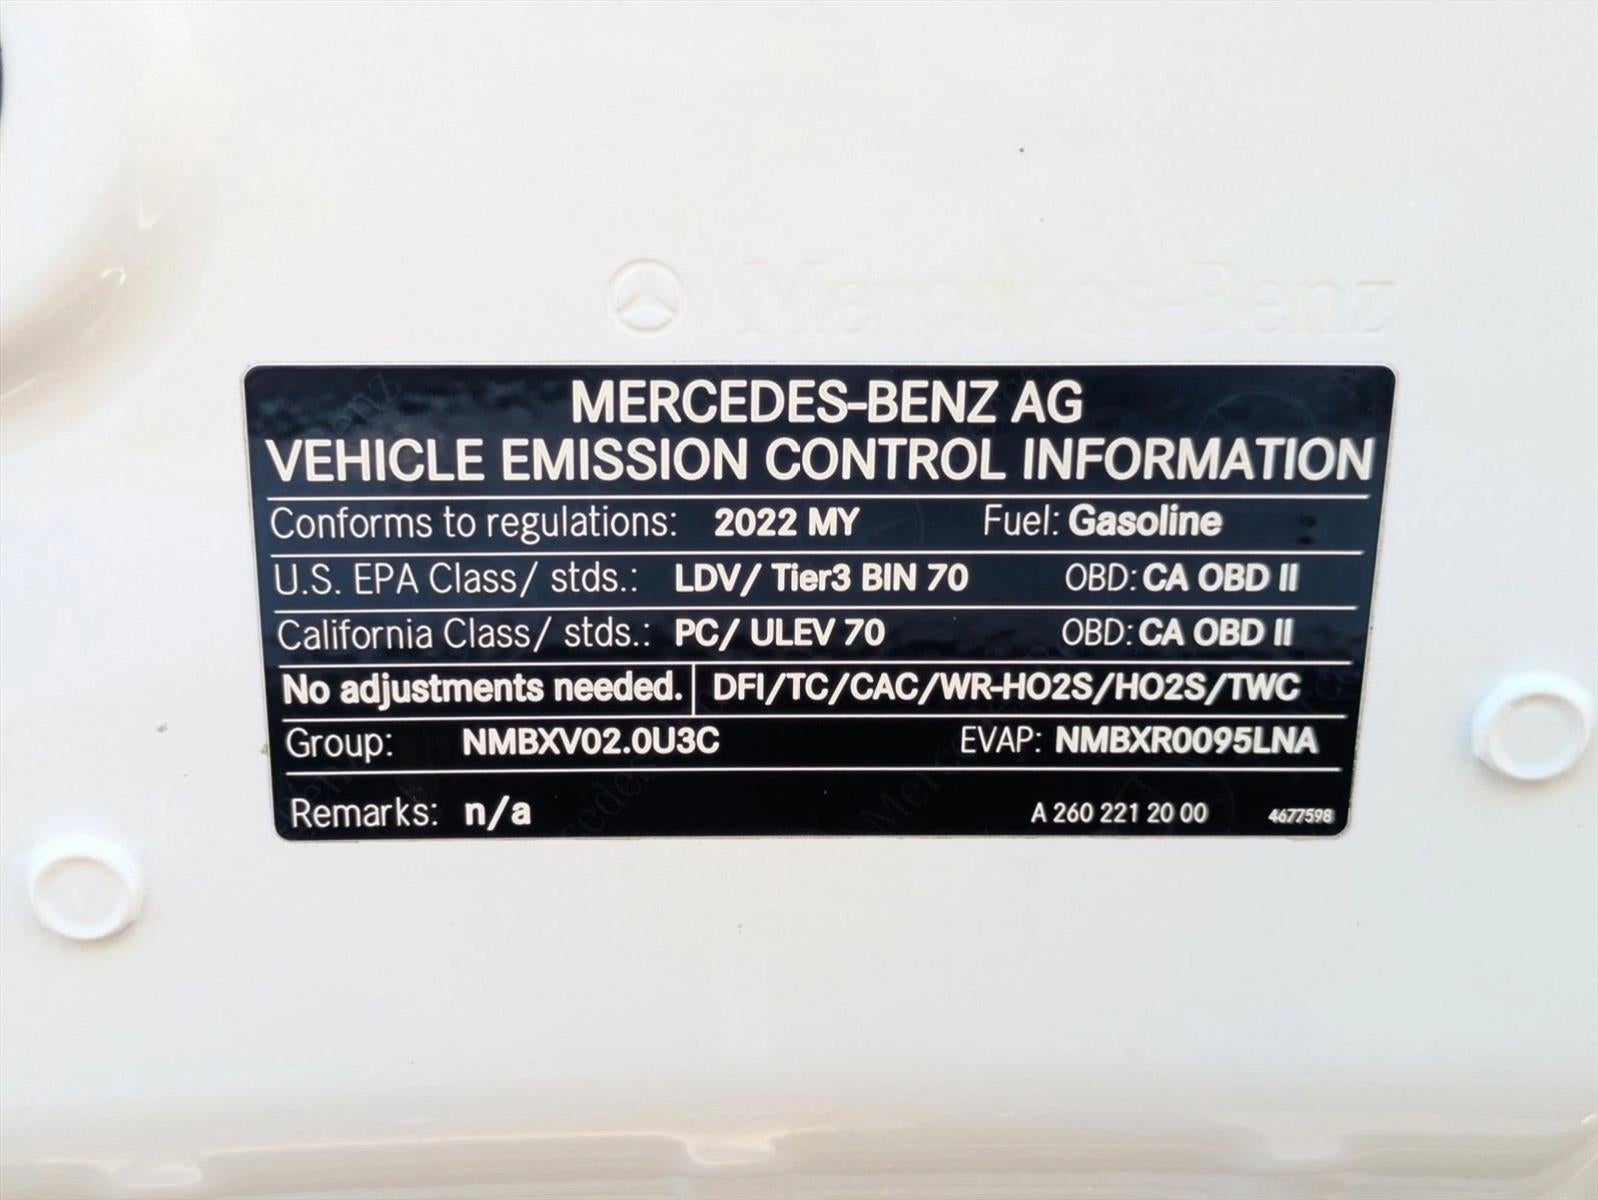 Mercedes-Benz
MERCEDES-BENZ AG
VEHICLE EMISSION CONTROL INFORMATION
Conforms to regulations: 2022 MY Fuel: Gasoline
U.S. EPA Class/ stds.: LDV/ Tier3 BIN 70 OBD: CA OBD II
California Class/ stds.: PC/ ULEV 70 OBD: CA OBD II
No adjustments needed. DFI/TC/CAC/WR-HO2S/HO2S/TWC
Group: NMBXV02.0U3C EVAP: NMBXR0095LNA
Remarks: n/a A 260 221 20 00 4677598